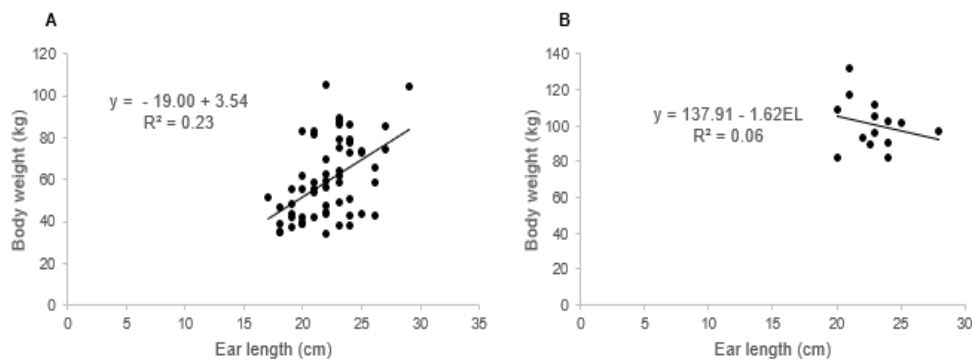 A
Body weight (kg)
120
100
80
60
40
20
0
y = - 19.00 + 3.54
R² = 0.23
0 5 10 15 20 25 30 35
Ear length (cm)
B
Body weight (kg)
140
120
100
80
60
40
20
0
y = 137.91 - 1.62EL
R² = 0.06
0 5 10 15 20 25 30
Ear length (cm)